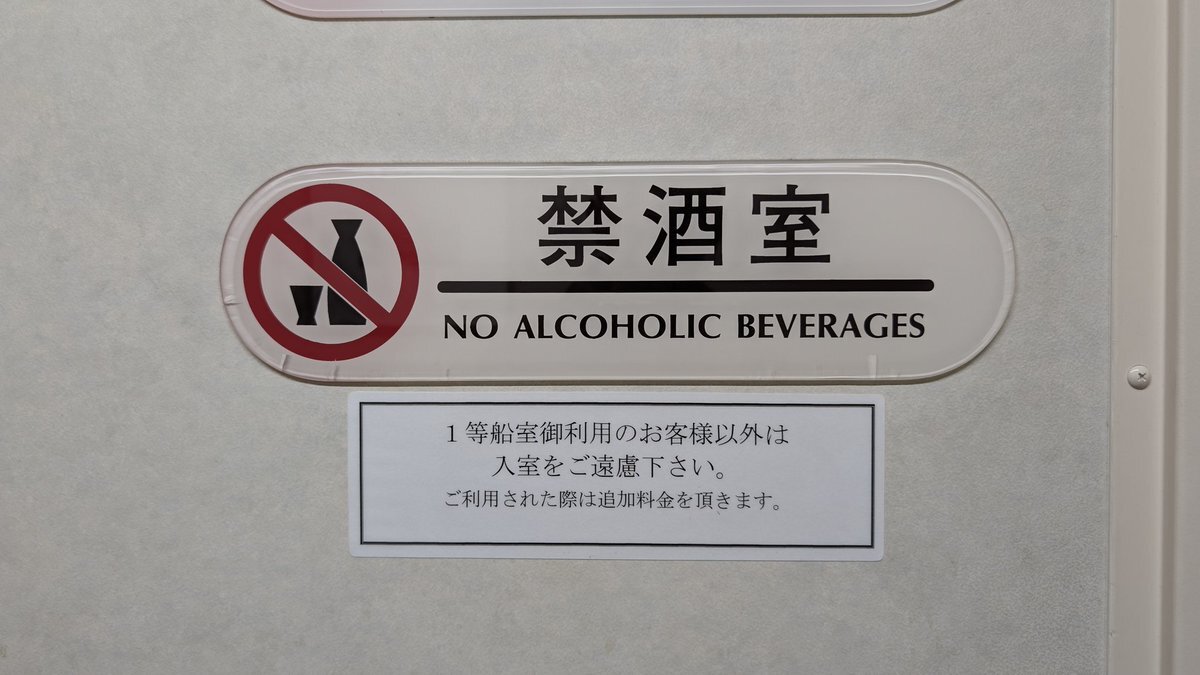 禁酒室
NO ALCOHOLIC BEVERAGES
1等船室御利用のお客様以外は
入室をご遠慮下さい。
ご利用された際は追加料金を頂きます。